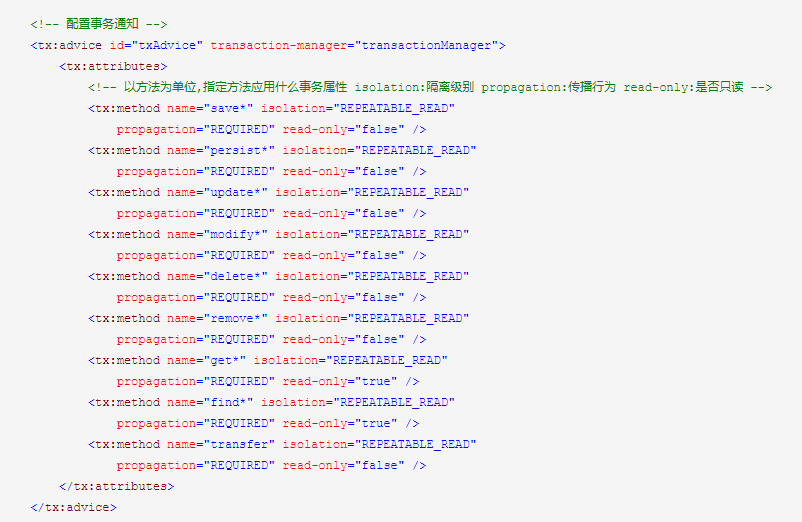 <!-- 配置事务通知 -->
<tx:advice id="txAdvice" transaction-manager="transactionManager">
<tx:attributes>
<!-- 以方法为单位,指定方法应用什么事务属性 isolation:隔离级别 propagation:传播行为 read-only:是否只读 -->
<tx:method name="save*" isolation="REPEATABLE_READ"
propagation="REQUIRED" read-only="false" />
<tx:method name="persist*" isolation="REPEATABLE_READ"
propagation="REQUIRED" read-only="false" />
<tx:method name="update*" isolation="REPEATABLE_READ"
propagation="REQUIRED" read-only="false" />
<tx:method name="modify*" isolation="REPEATABLE_READ"
propagation="REQUIRED" read-only="false" />
<tx:method name="delete*" isolation="REPEATABLE_READ"
propagation="REQUIRED" read-only="false" />
<tx:method name="remove*" isolation="REPEATABLE_READ"
propagation="REQUIRED" read-only="false" />
<tx:method name="get*" isolation="REPEATABLE_READ"
propagation="REQUIRED" read-only="true" />
<tx:method name="find*" isolation="REPEATABLE_READ"
propagation="REQUIRED" read-only="true" />
<tx:method name="transfer" isolation="REPEATABLE_READ"
propagation="REQUIRED" read-only="false" />
</tx:attributes>
</tx:advice>